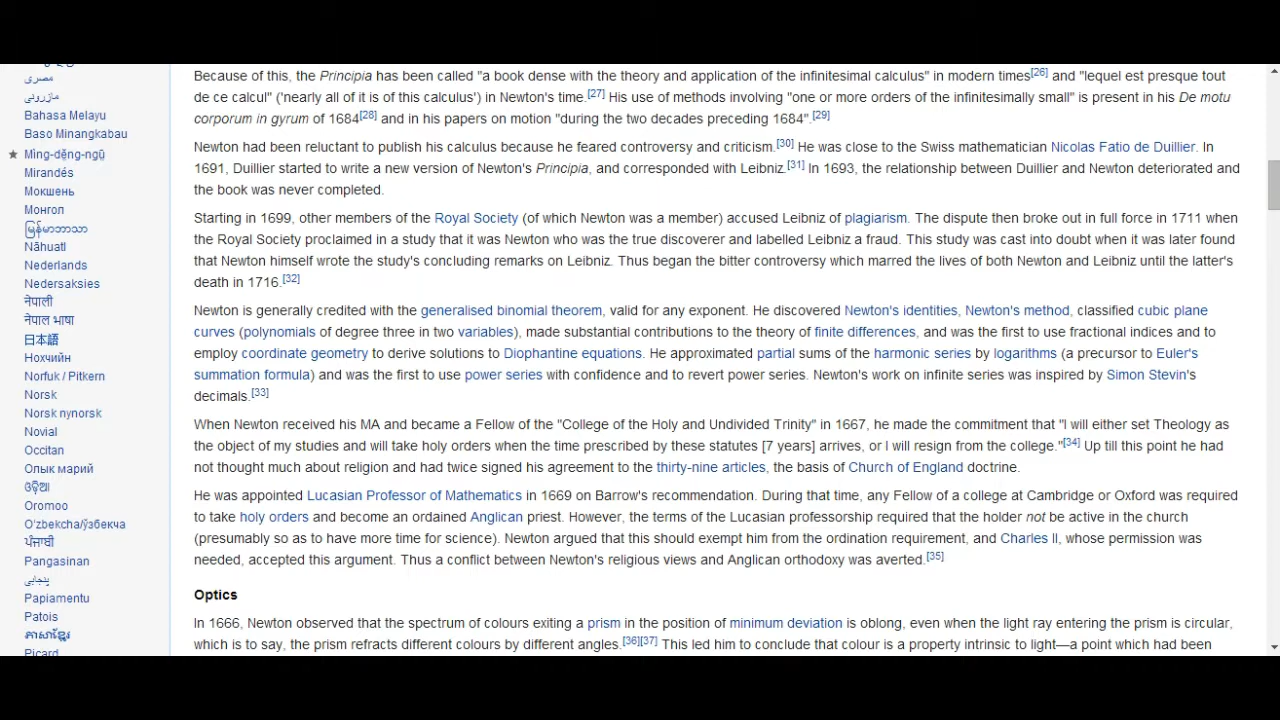 مصرى
مازِرونی
Bahasa Melayu
Baso Minangkabau
Mìng-dĕ̤ng-ngṳ̄
Mirandés
Мокшень
Монгол
မြန်မာဘာသာ
Nāhuatl
Nederlands
Nedersaksies
नेपाली
नेपाल भाषा
日本語
Нохчийн
Norfuk / Pitkern
Norsk
Norsk nynorsk
Novial
Occitan
Олык марий
ଓଡ଼ିଆ
Oromoo
Oʻzbekcha/ўзбекча
ਪੰਜਾਬੀ
Pangasinan
پنجابی
Papiamentu
Patois
ភាសាខ្មែរ
Picard
Because of this, the Principia has been called "a book dense with the theory and application of the infinitesimal calculus" in modern times[26] and "lequel est presque tout
de ce calcul" ('nearly all of it is of this calculus') in Newton's time.[27] His use of methods involving "one or more orders of the infinitesimally small" is present in his De motu
corporum in gyrum of 1684[28] and in his papers on motion "during the two decades preceding 1684".[29]
Newton had been reluctant to publish his calculus because he feared controversy and criticism.[30] He was close to the Swiss mathematician Nicolas Fatio de Duillier. In
1691, Duillier started to write a new version of Newton's Principia, and corresponded with Leibniz.[31] In 1693, the relationship between Duillier and Newton deteriorated and
the book was never completed.
Starting in 1699, other members of the Royal Society (of which Newton was a member) accused Leibniz of plagiarism. The dispute then broke out in full force in 1711 when
the Royal Society proclaimed in a study that it was Newton who was the true discoverer and labelled Leibniz a fraud. This study was cast into doubt when it was later found
that Newton himself wrote the study's concluding remarks on Leibniz. Thus began the bitter controversy which marred the lives of both Newton and Leibniz until the latter's
death in 1716.[32]
Newton is generally credited with the generalised binomial theorem, valid for any exponent. He discovered Newton's identities, Newton's method, classified cubic plane
curves (polynomials of degree three in two variables), made substantial contributions to the theory of finite differences, and was the first to use fractional indices and to
employ coordinate geometry to derive solutions to Diophantine equations. He approximated partial sums of the harmonic series by logarithms (a precursor to Euler's
summation formula) and was the first to use power series with confidence and to revert power series. Newton's work on infinite series was inspired by Simon Stevin's
decimals.[33]
When Newton received his MA and became a Fellow of the "College of the Holy and Undivided Trinity" in 1667, he made the commitment that "I will either set Theology as
the object of my studies and will take holy orders when the time prescribed by these statutes [7 years] arrives, or I will resign from the college."[34] Up till this point he had
not thought much about religion and had twice signed his agreement to the thirty-nine articles, the basis of Church of England doctrine.
He was appointed Lucasian Professor of Mathematics in 1669 on Barrow's recommendation. During that time, any Fellow of a college at Cambridge or Oxford was required
to take holy orders and become an ordained Anglican priest. However, the terms of the Lucasian professorship required that the holder not be active in the church
(presumably so as to have more time for science). Newton argued that this should exempt him from the ordination requirement, and Charles II, whose permission was
needed, accepted this argument. Thus a conflict between Newton's religious views and Anglican orthodoxy was averted.[35]
Optics
In 1666, Newton observed that the spectrum of colours exiting a prism in the position of minimum deviation is oblong, even when the light ray entering the prism is circular,
which is to say, the prism refracts different colours by different angles.[36][37] This led him to conclude that colour is a property intrinsic to light—a point which had been